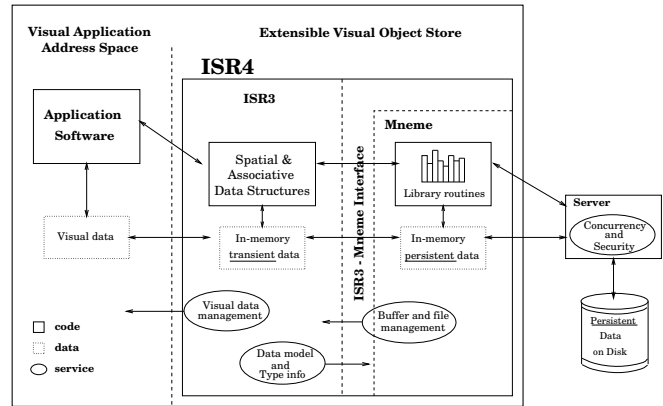 Visual Application
Address Space
Extensible Visual Object Store
ISR4
ISR3
Mneme
Application
Software
Spatial &
Associative
Data Structures
ISR3 - Mneme Interface
Library routines
Server
Concurrency
and
Security
Visual data
In-memory
transient data
In-memory
persistent data
Visual data
management
Buffer and file
management
Data model
and
Type info
Persistent
Data
on Disk
code
data
service